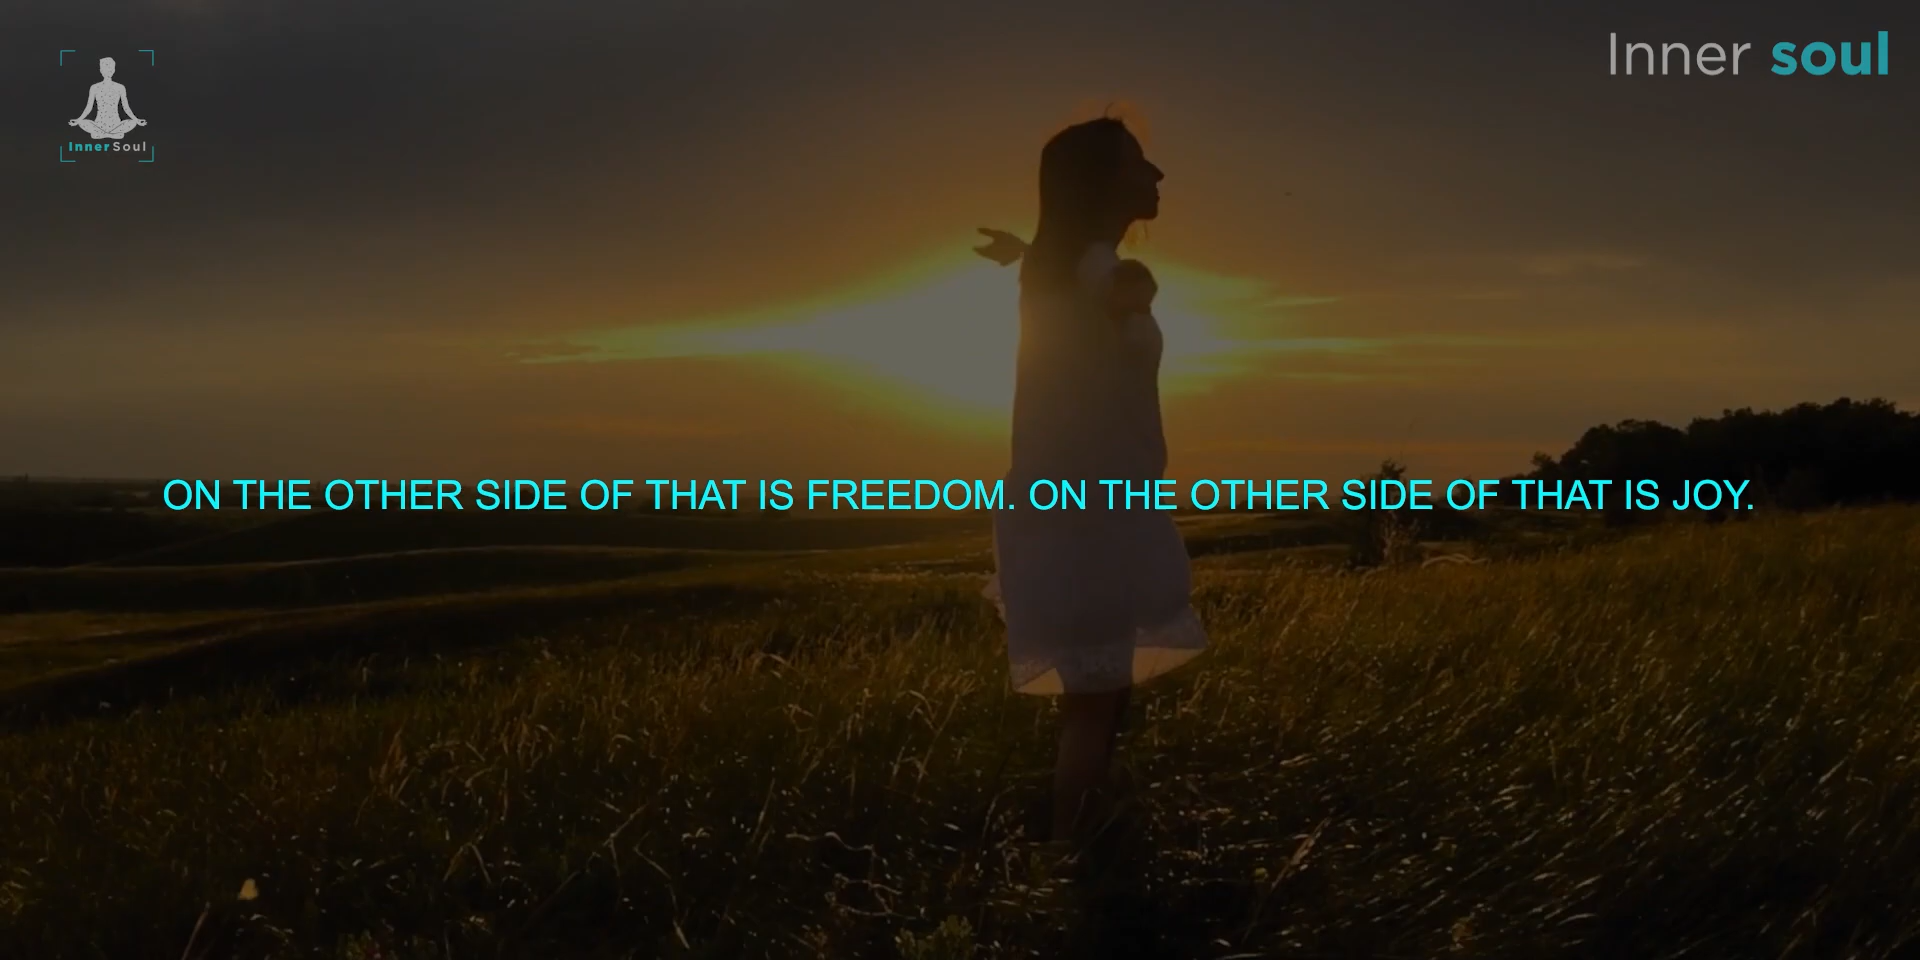 Inner soul
InnerSoul
ON THE OTHER SIDE OF THAT IS FREEDOM. ON THE OTHER SIDE OF THAT IS JOY.